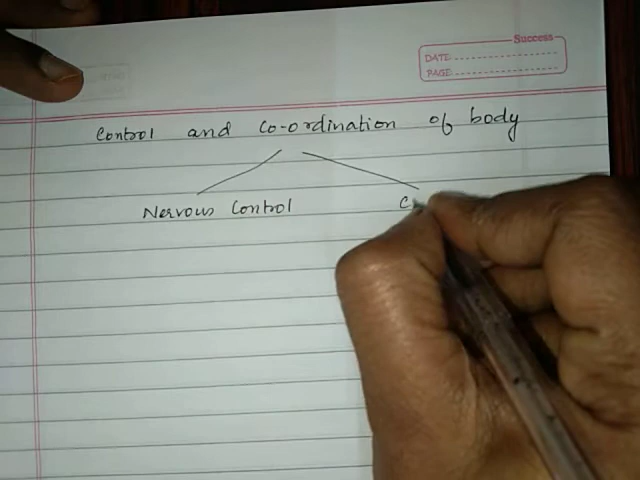 Success
DATE:
PAGE:
Control and Co-ordination of body
Nervous Control
C